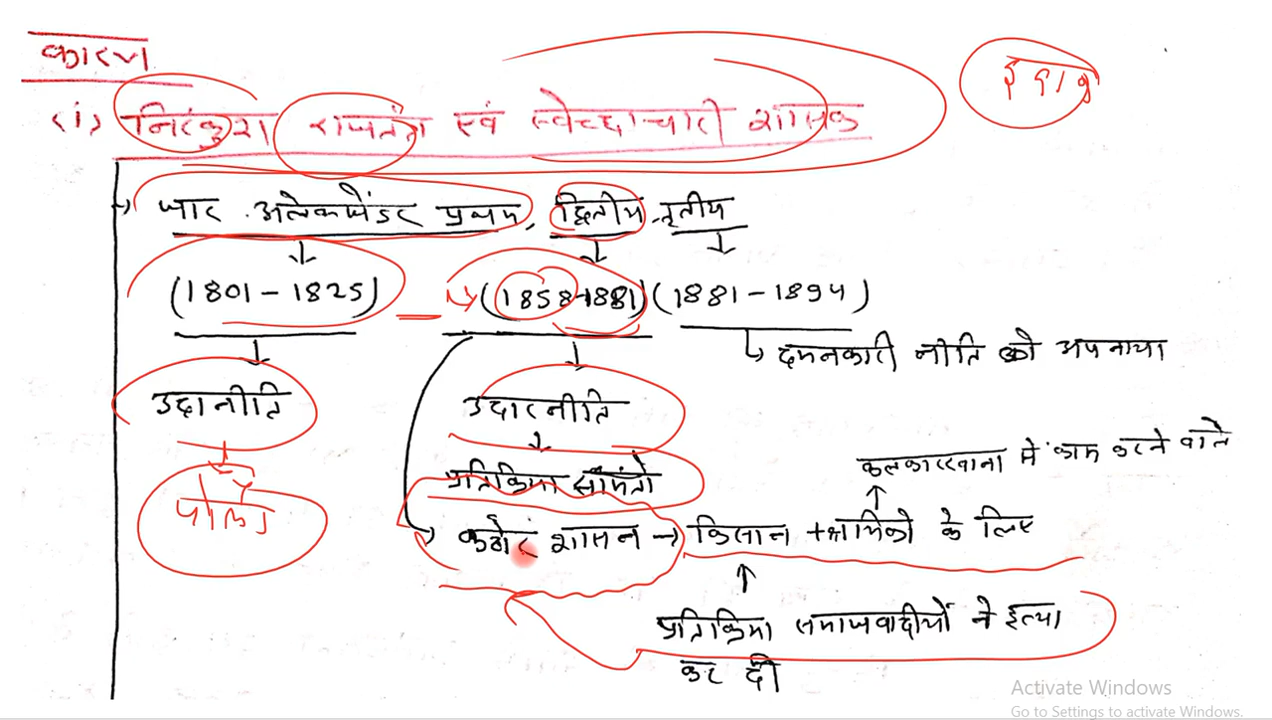 कारण
(i) निरंकुश राजतंत्र एवं स्वेच्छाचारी शासक
→ जार अलेक्जेंडर प्रथम, द्वितीय, तृतीय
(1801 - 1825) (1858-1881) (1881-1894)
↳ दमनकारी नीति को अपनाया
उदानीति उदारनीति
कलकारखाना में काम करने वाले
प्रतिक्रिया सामंतो
पोलैंड
→ कठोर शासन → किसान + श्रमिको के लिए
प्रतिक्रिया समाजवादीयों ने हत्या
कर दी
Activate Windows
Go to Settings to activate Windows.